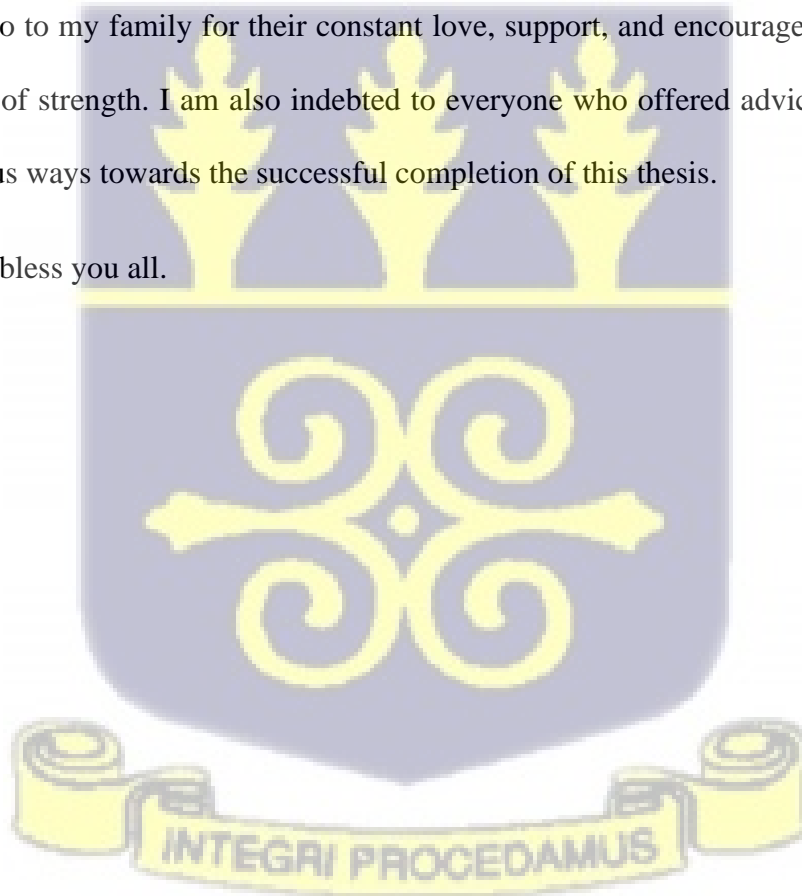 o to my family for their constant love, support, and encourage
of strength. I am also indebted to everyone who offered advic
us ways towards the successful completion of this thesis.
bless you all.
INTEGRI PROCEDAMUS